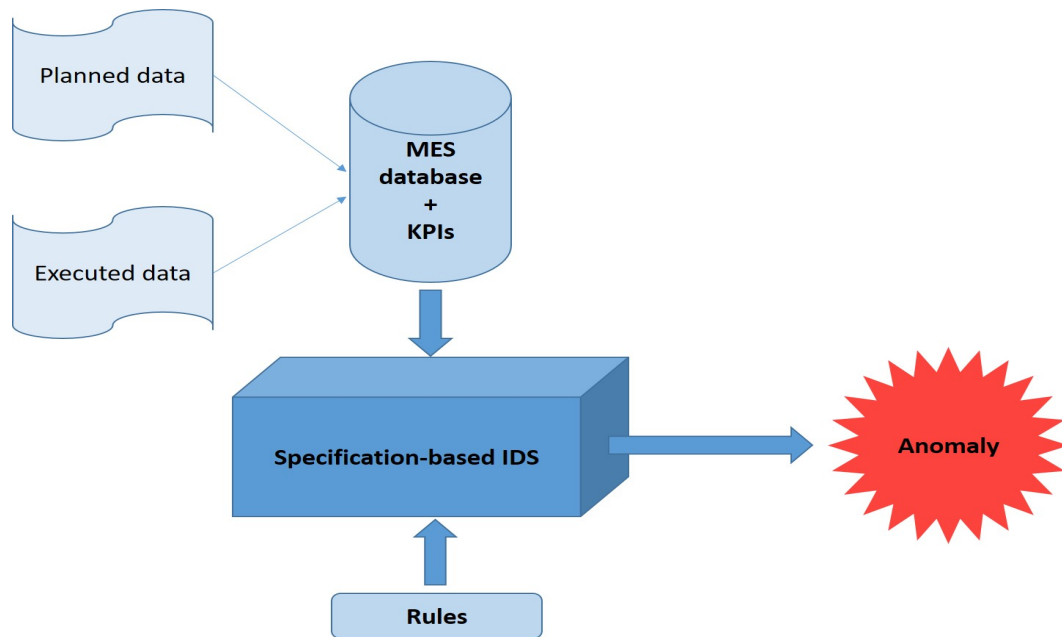 Planned data
MES
database
+
KPIs
Executed data
Specification-based IDS
Anomaly
Rules